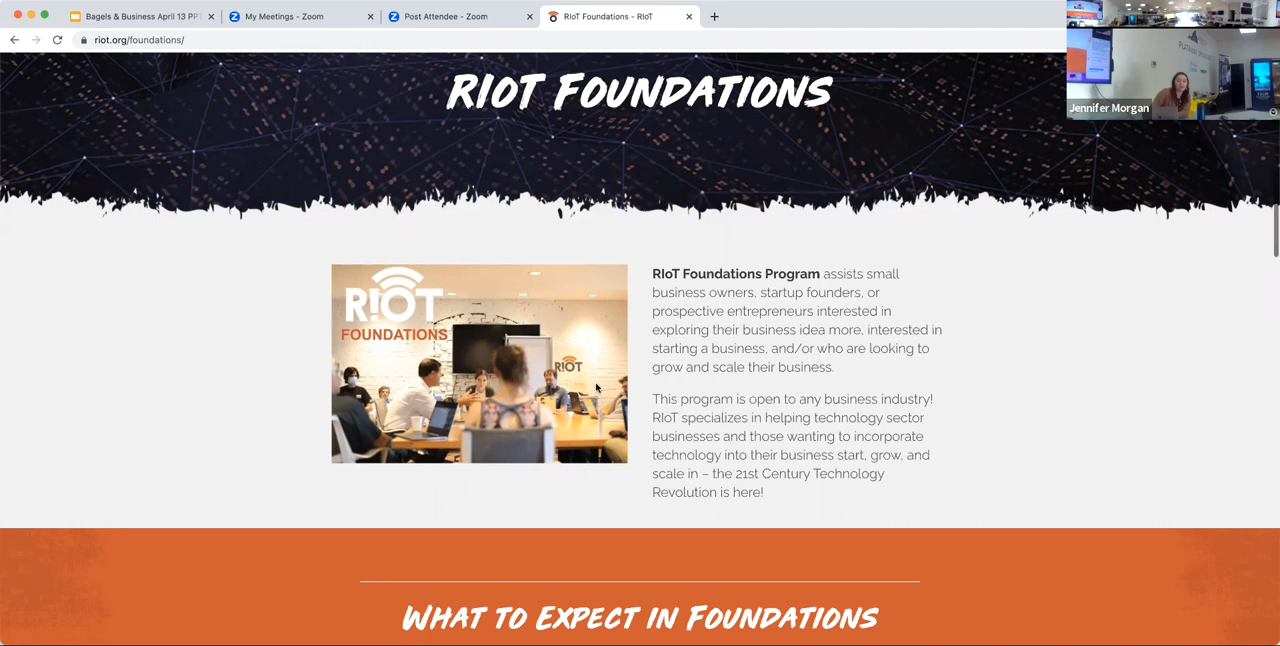 Bagels & Business April 13 PPT
My Meetings - Zoom
Post Attendee - Zoom
RIoT Foundations - RIoT
riot.org/foundations/
Jennifer Morgan
RIOT FOUNDATIONS
R!OT
FOUNDATIONS
R!OT
RIoT Foundations Program assists small
business owners, startup founders, or
prospective entrepreneurs interested in
exploring their business idea more, interested in
starting a business, and/or who are looking to
grow and scale their business.
This program is open to any business industry!
RIoT specializes in helping technology sector
businesses and those wanting to incorporate
technology into their business start, grow, and
scale in – the 21st Century Technology
Revolution is here!
WHAT TO EXPECT IN FOUNDATIONS